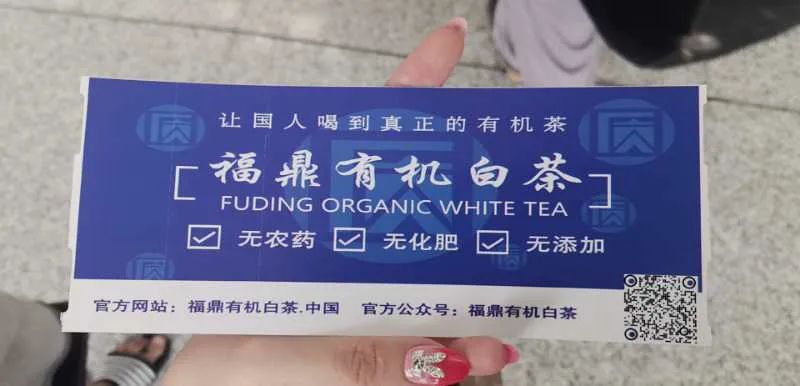 让国人喝到真正的有机茶
福鼎有机白茶
FUDING ORGANIC WHITE TEA
无农药 无化肥 无添加
官方网站：福鼎有机白茶.中国 官方公众号：福鼎有机白茶